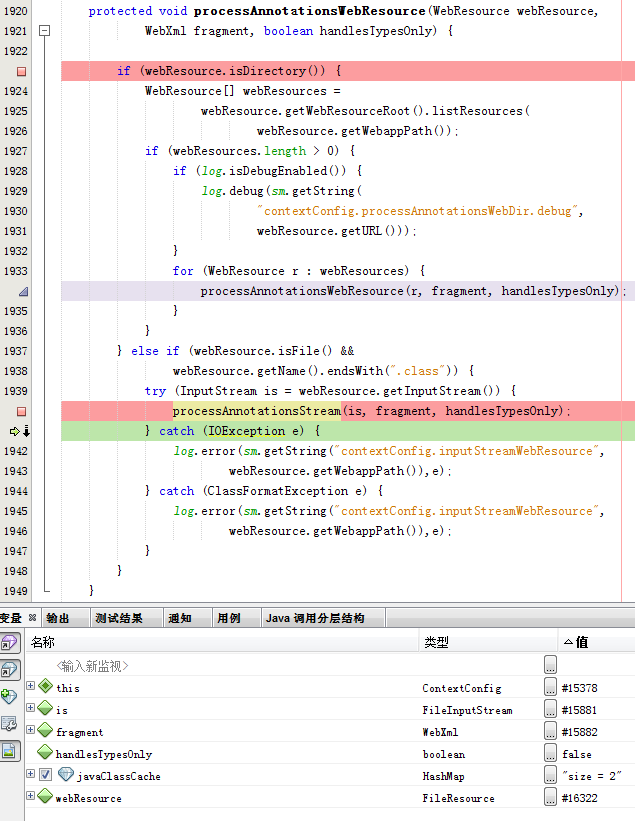 1920 protected void processAnnotationsWebResource(WebResource webResource,
1921 WebXml fragment, boolean handlesTypesOnly) {
1922
if (webResource.isDirectory()) {
1924 WebResource[] webResources =
1925 webResource.getWebResourceRoot().listResources(
1926 webResource.getWebappPath());
1927 if (webResources.length > 0) {
1928 if (log.isDebugEnabled()) {
1929 log.debug(sm.getString(
1930 "contextConfig.processAnnotationsWebDir.debug",
1931 webResource.getURL()));
1932 }
1933 for (WebResource r : webResources) {
processAnnotationsWebResource(r, fragment, handlesTypesOnly);
1935 }
1936 }
1937 } else if (webResource.isFile() &&
1938 webResource.getName().endsWith(".class")) {
1939 try (InputStream is = webResource.getInputStream()) {
processAnnotationsStream(is, fragment, handlesTypesOnly);
} catch (IOException e) {
1942 log.error(sm.getString("contextConfig.inputStreamWebResource",
1943 webResource.getWebappPath()),e);
1944 } catch (ClassFormatException e) {
1945 log.error(sm.getString("contextConfig.inputStreamWebResource",
1946 webResource.getWebappPath()),e);
1947 }
1948 }
1949 }
变量 输出 测试结果 通知 用例 Java 调用分层结构
名称 类型 值
<输入新监视> ...
this ContextConfig ... #15378
is FileInputStream ... #15881
fragment WebXml ... #15882
handlesTypesOnly boolean ... false
javaClassCache HashMap ... "size = 2"
webResource FileResource ... #16322